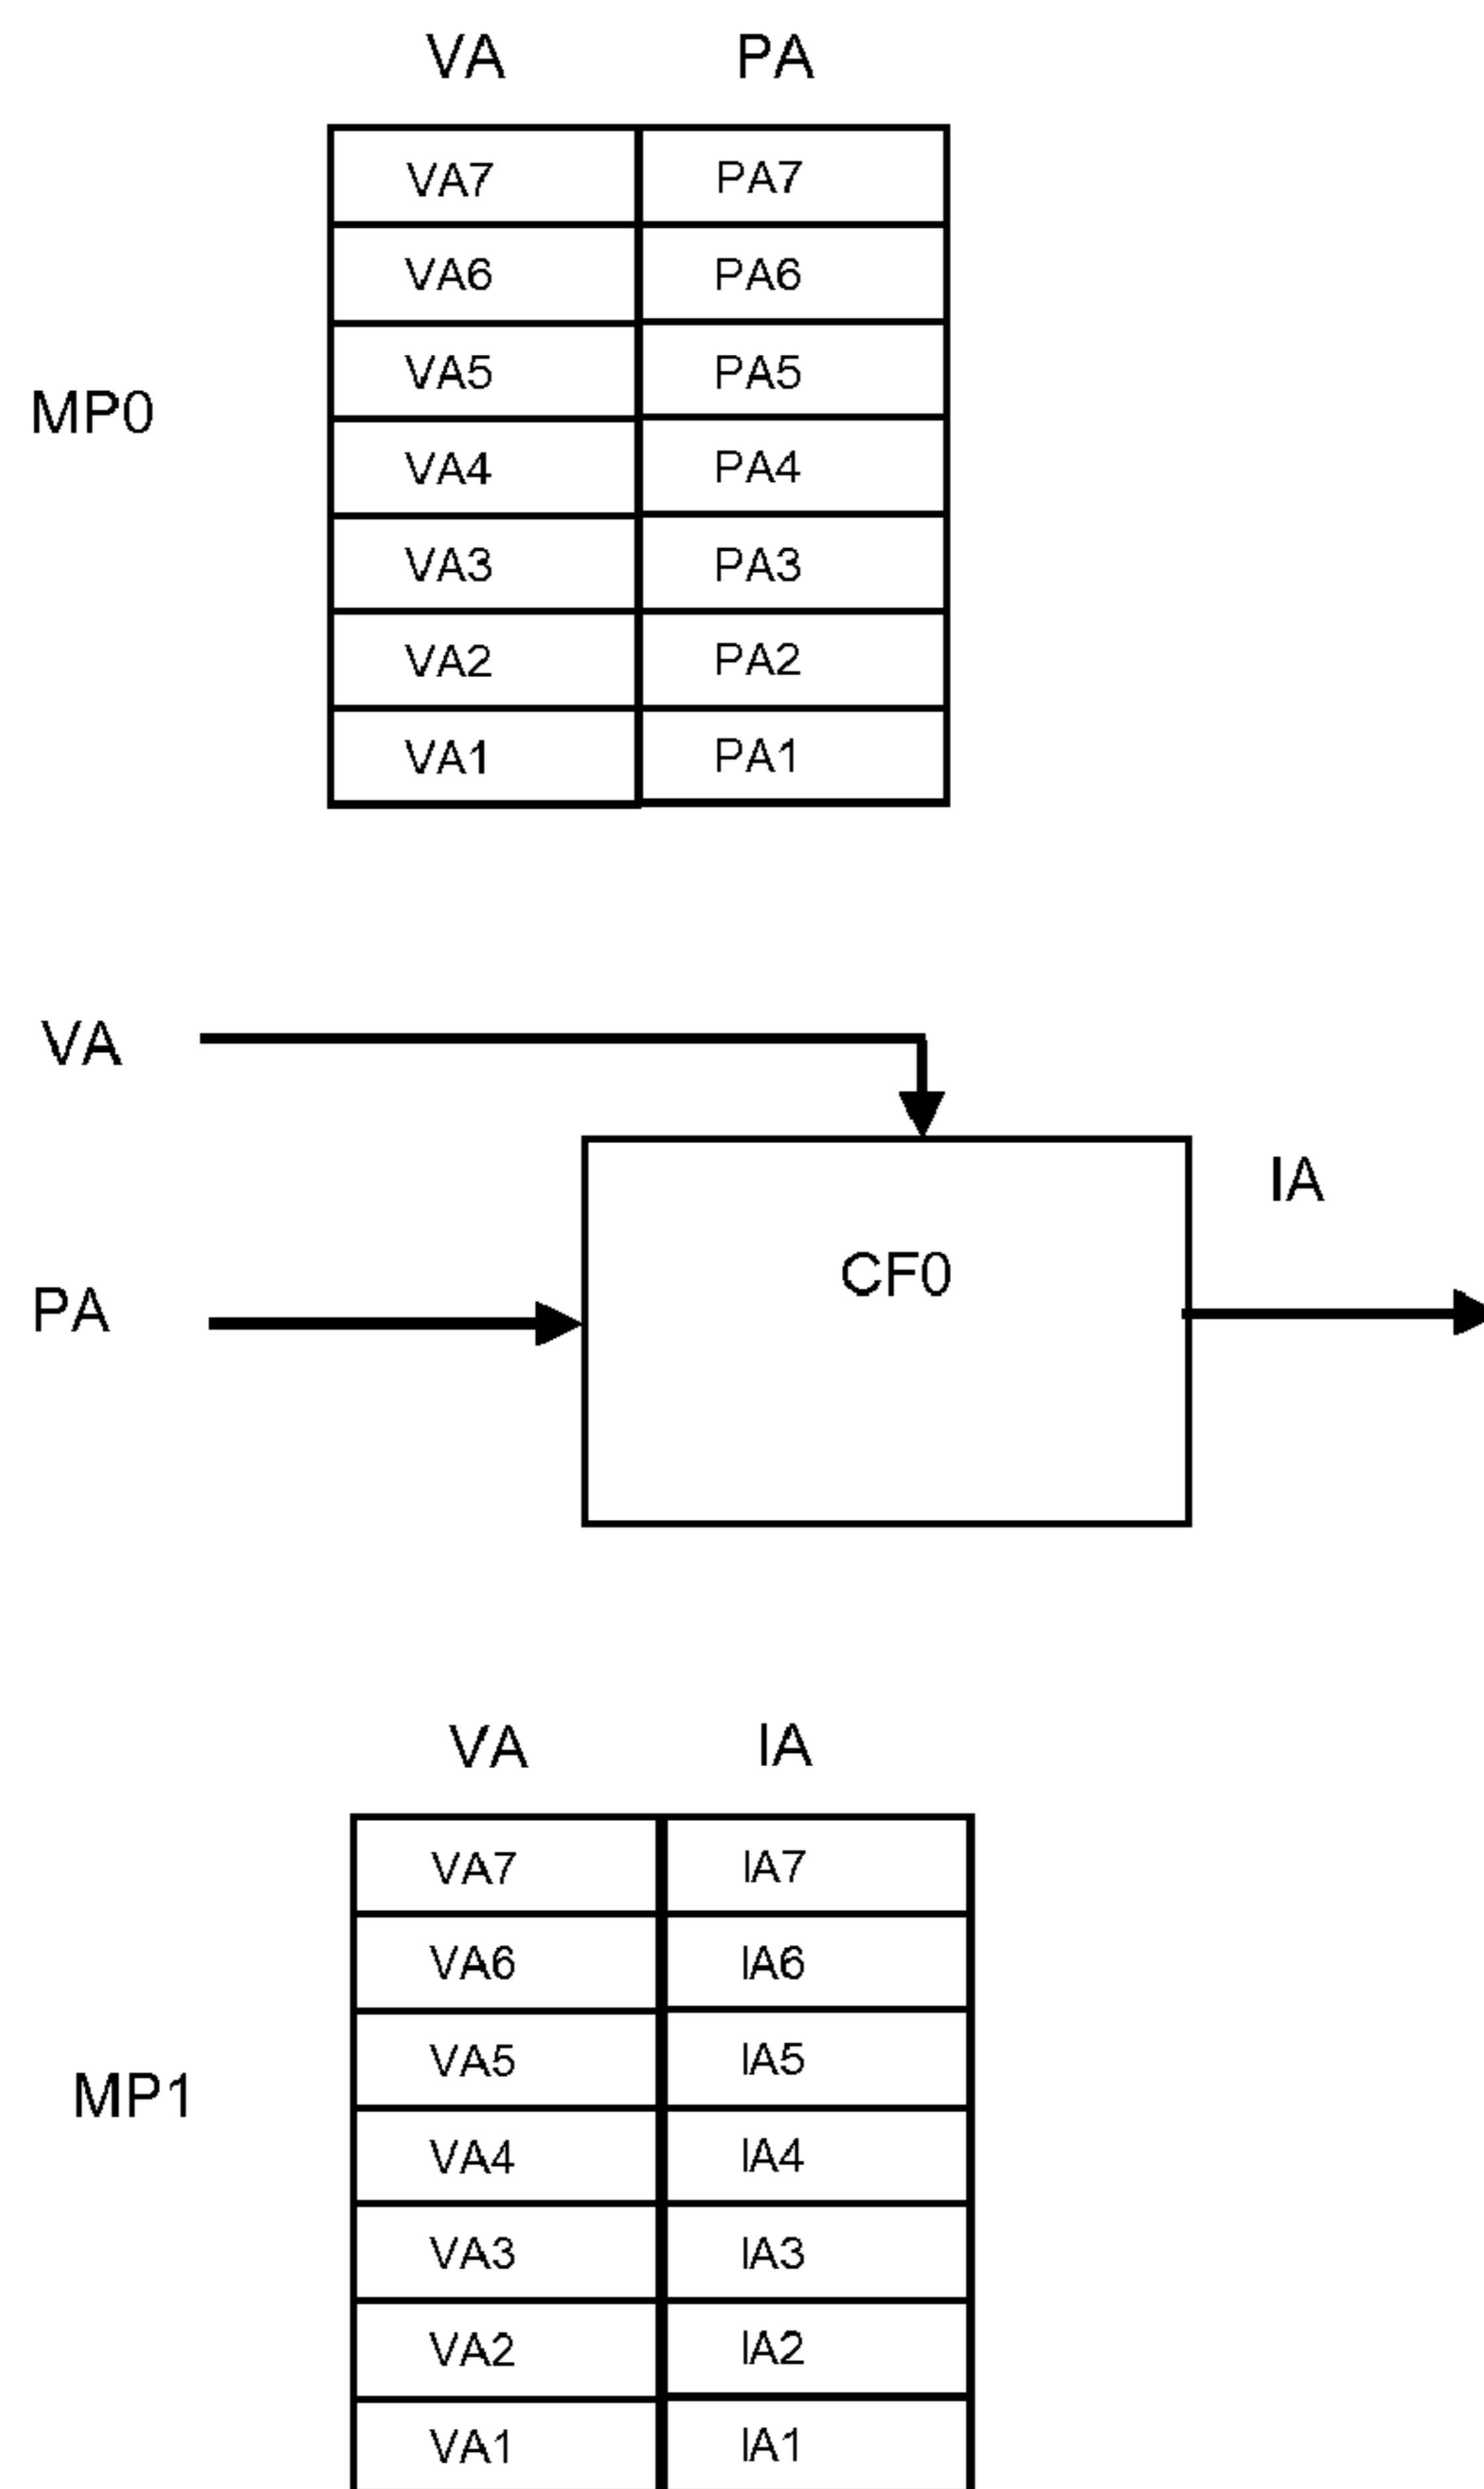 VA PA
VA7 PA7
VA6 PA6
VA5 PA5
MP0
VA4 PA4
VA3 PA3
VA2 PA2
VA1 PA1
VA
IA
CF0
PA
VA IA
VA7 IA7
VA6 IA6
VA5 IA5
MP1
VA4 IA4
VA3 IA3
VA2 IA2
VA1 IA1